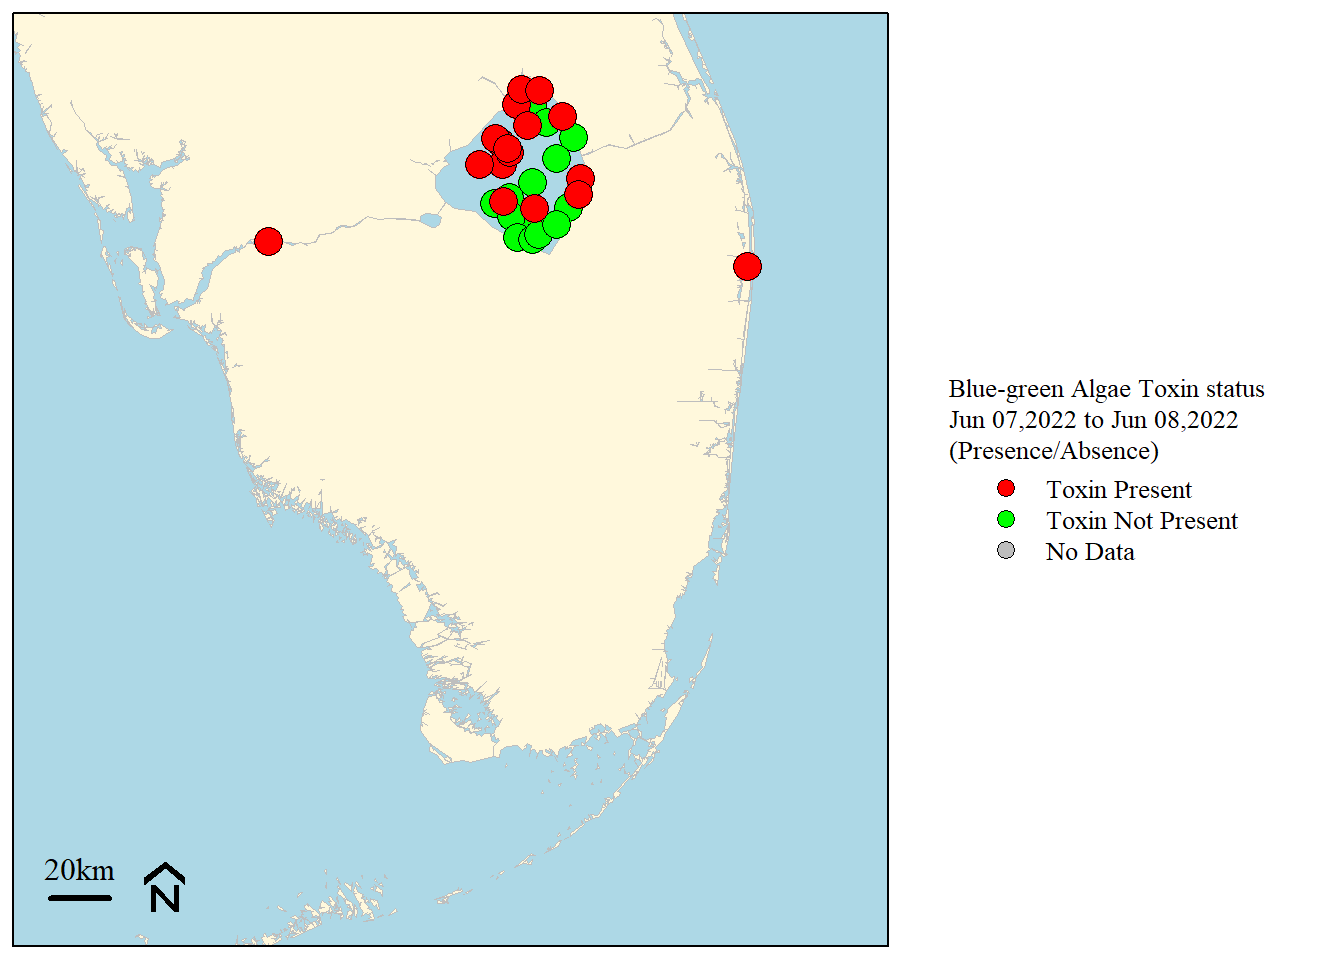 Blue-green Algae Toxin status
Jun 07,2022 to Jun 08,2022
(Presence/Absence)
Toxin Present
Toxin Not Present
No Data
20km
N